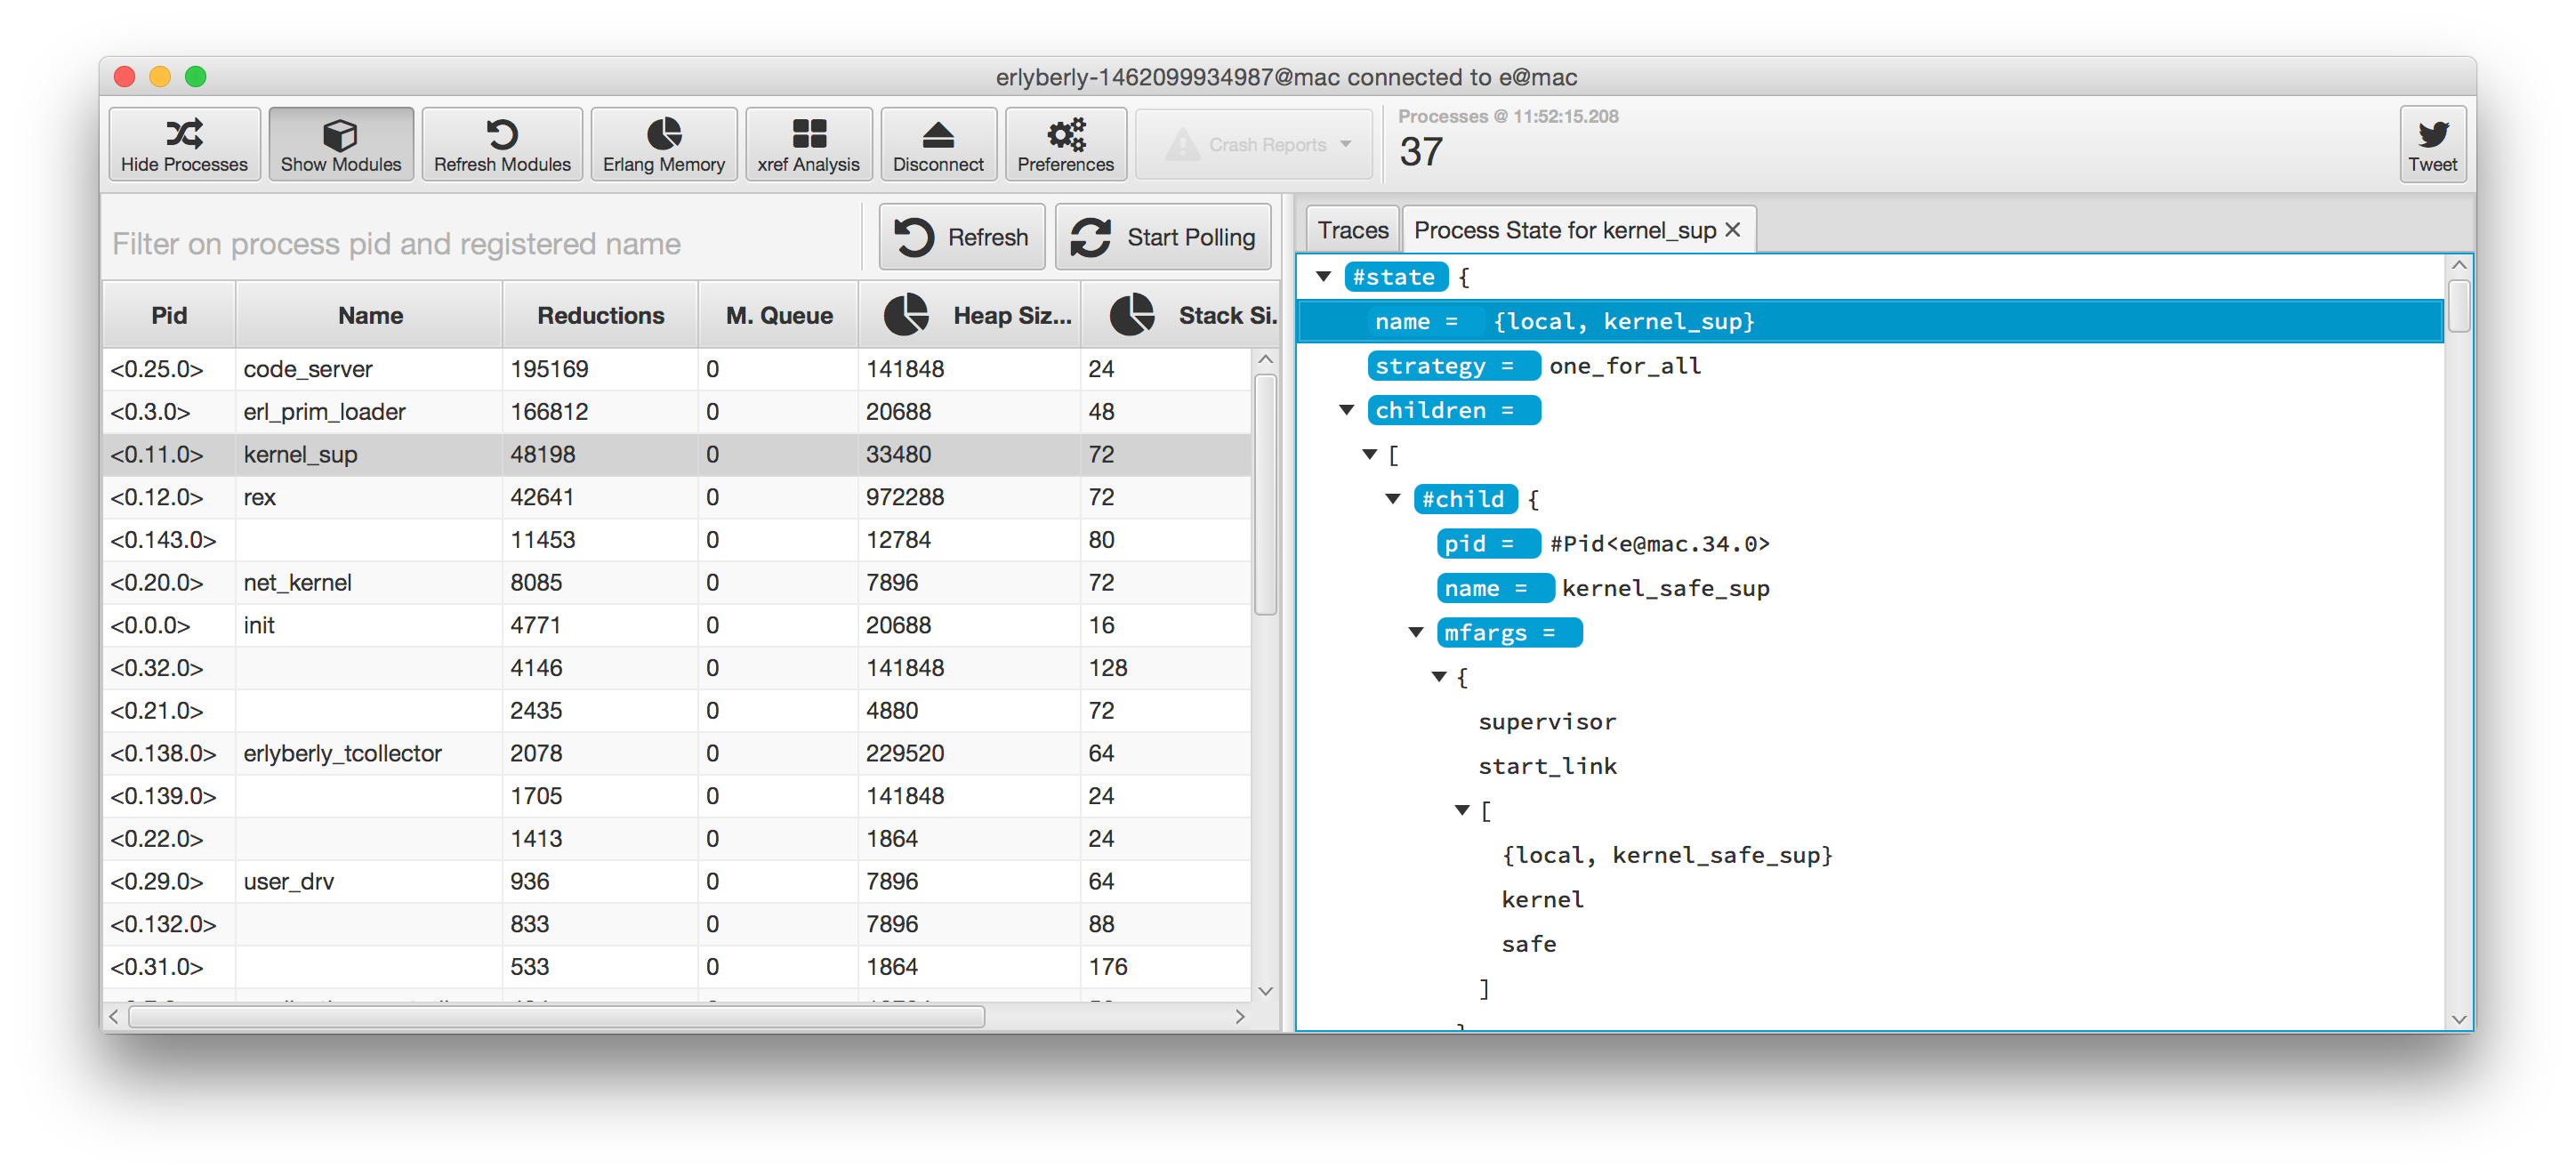 erlyberly-1462099934987@mac connected to e@mac
Hide Processes Show Modules Refresh Modules Erlang Memory xref Analysis Disconnect Preferences Crash Reports
Processes @ 11:52:15.208
37
Tweet
Filter on process pid and registered name Refresh Start Polling
Pid Name Reductions M. Queue Heap Siz... Stack Si.
<0.25.0> code_server 195169 0 141848 24
<0.3.0> erl_prim_loader 166812 0 20688 48
<0.11.0> kernel_sup 48198 0 33480 72
<0.12.0> rex 42641 0 972288 72
<0.143.0> 11453 0 12784 80
<0.20.0> net_kernel 8085 0 7896 72
<0.0.0> init 4771 0 20688 16
<0.32.0> 4146 0 141848 128
<0.21.0> 2435 0 4880 72
<0.138.0> erlyberly_tcollector 2078 0 229520 64
<0.139.0> 1705 0 141848 24
<0.22.0> 1413 0 1864 24
<0.29.0> user_drv 936 0 7896 64
<0.132.0> 833 0 7896 88
<0.31.0> 533 0 1864 176
Traces Process State for kernel_sup
#state {
name = {local, kernel_sup}
strategy = one_for_all
children =
[
#child {
pid = #Pid<e@mac.34.0>
name = kernel_safe_sup
mfargs =
{
supervisor
start_link
[
{local, kernel_safe_sup}
kernel
safe
]